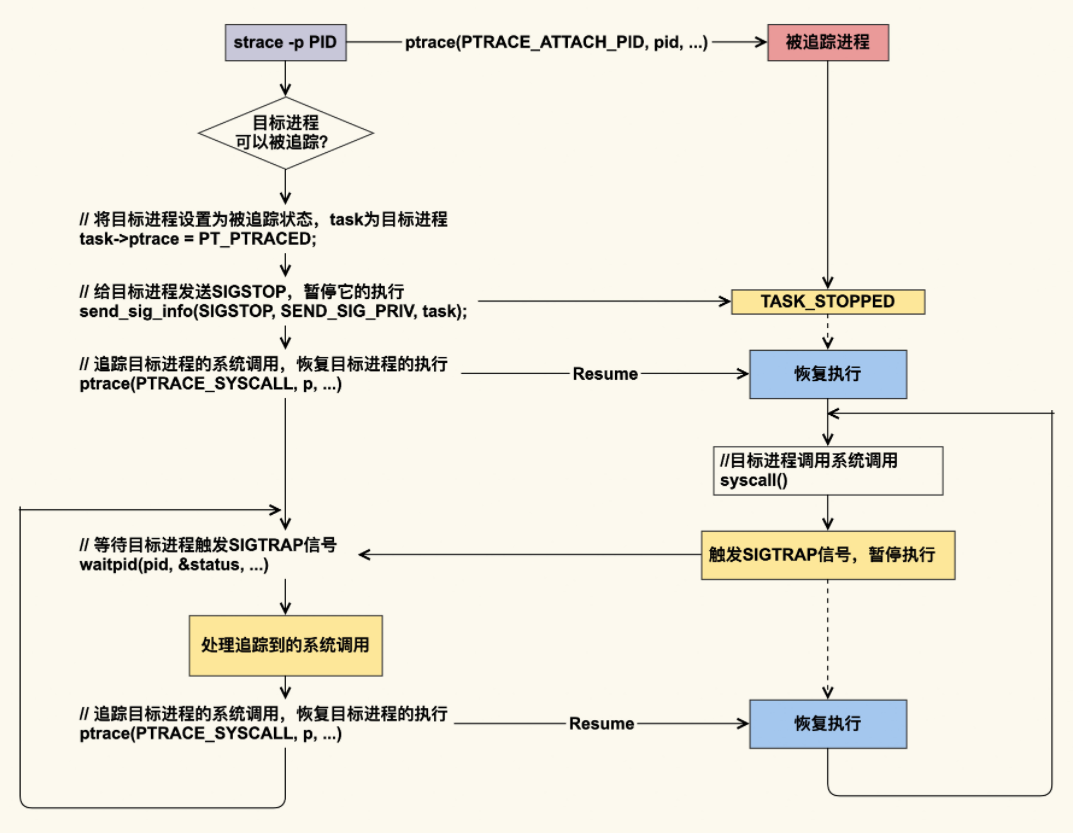 strace -p PID
ptrace(PTRACE_ATTACH_PID, pid, ...)
被追踪进程
目标进程
可以被追踪?
// 将目标进程设置为被追踪状态，task为目标进程
task->ptrace = PT_PTRACED;
// 给目标进程发送SIGSTOP，暂停它的执行
send_sig_info(SIGSTOP, SEND_SIG_PRIV, task);
TASK_STOPPED
// 追踪目标进程的系统调用，恢复目标进程的执行
ptrace(PTRACE_SYSCALL, p, ...)
Resume
恢复执行
//目标进程调用系统调用
syscall()
// 等待目标进程触发SIGTRAP信号
waitpid(pid, &status, ...)
触发SIGTRAP信号，暂停执行
处理追踪到的系统调用
// 追踪目标进程的系统调用，恢复目标进程的执行
ptrace(PTRACE_SYSCALL, p, ...)
Resume
恢复执行